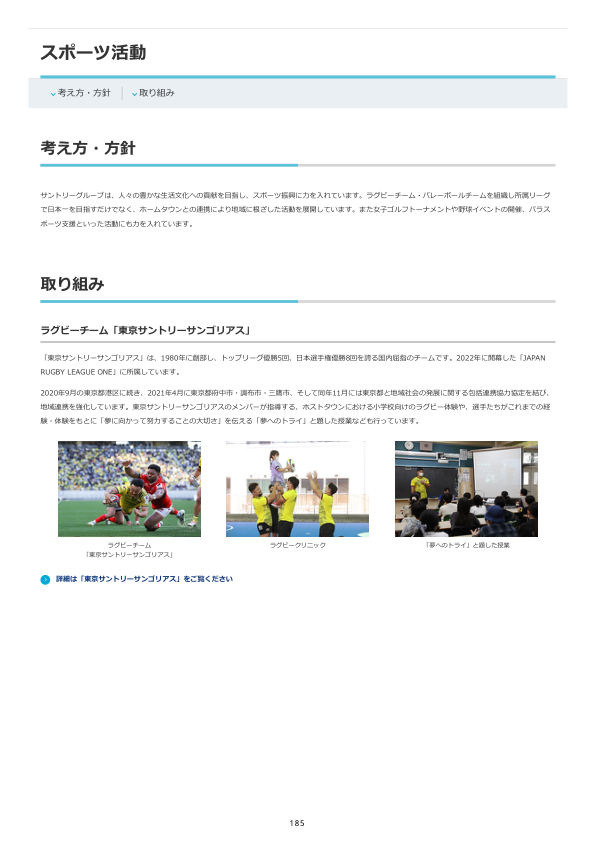 スポーツ活動
考え方・方針
取り組み
考え方・方針
サントリーグループは、人々の豊かな生活文化への貢献を目指し、スポーツ振興に力を入れています。ラグビーチーム・バレーボールチームを組織し所属リーグ
で日本一を目指すだけでなく、ホームタウンとの連携により地域に根ざした活動を展開しています。また女子ゴルフトーナメントや野球イベントの開催、パラス
ポーツ支援といった活動にも力を入れています。
取り組み
ラグビーチーム「東京サントリーサンゴリアス」
「東京サントリーサンゴリアス」は、1980年に創部し、トップリーグ優勝5回、日本選手権優勝8回を誇る国内屈指のチームです。2022年に開幕した「JAPAN
RUGBY LEAGUE ONE」に所属しています。
2020年9月の東京都港区に続き、2021年4月に東京都府中市・調布市・三鷹市、そして同年11月には東京都と地域社会の発展に関する包括連携協力協定を結び、
地域連携を強化しています。東京サントリーサンゴリアスのメンバーが指導する、ホストタウンにおける小学校向けのラグビー体験や、選手たちがこれまでの経
験・体験をもとに「夢に向かって努力することの大切さ」を伝える「夢へのトライ」と題した授業なども行っています。
ラグビーチーム
「東京サントリーサンゴリアス」
ラグビークリニック
「夢へのトライ」と題した授業
詳細は「東京サントリーサンゴリアス」をご覧ください
185